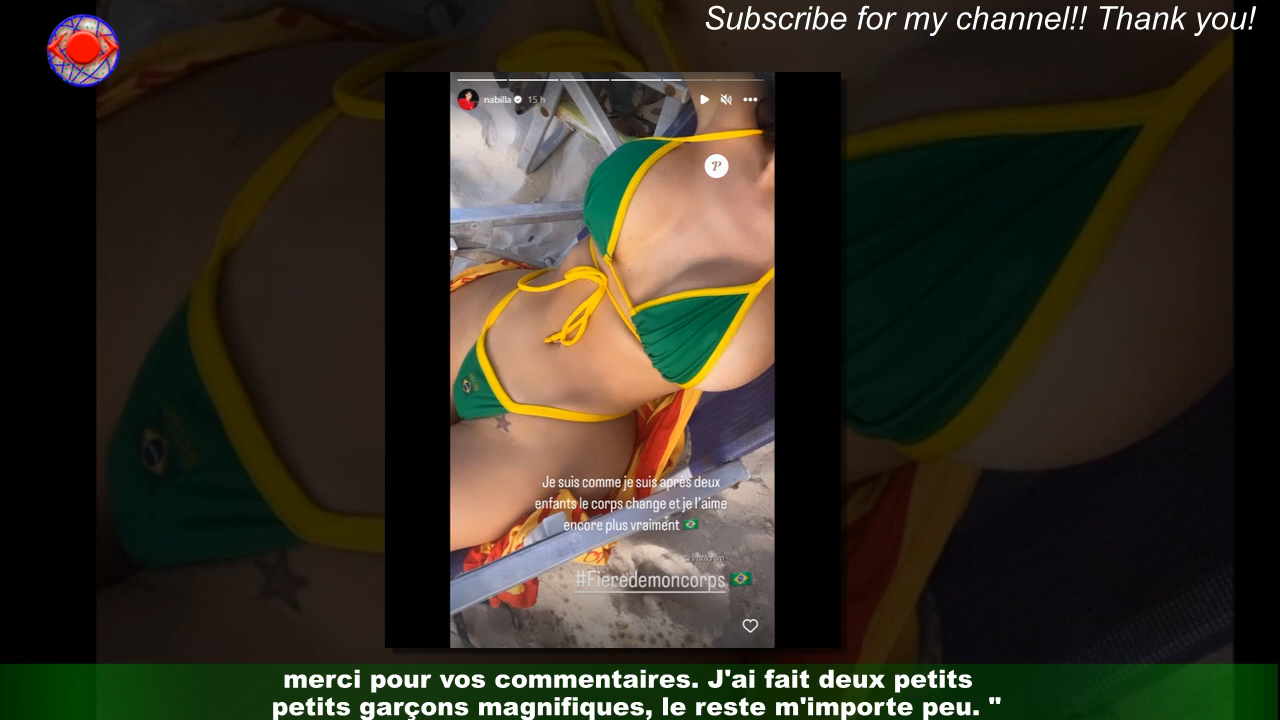 Subscribe for my channel!! Thank you!
nabilla 15 h
P
Je suis comme je suis après deux
enfants le corps change et je l'aime
encore plus vraiment
#Fieredemoncorps
merci pour vos commentaires. J'ai fait deux petits
petits garçons magnifiques, le reste m'importe peu. "